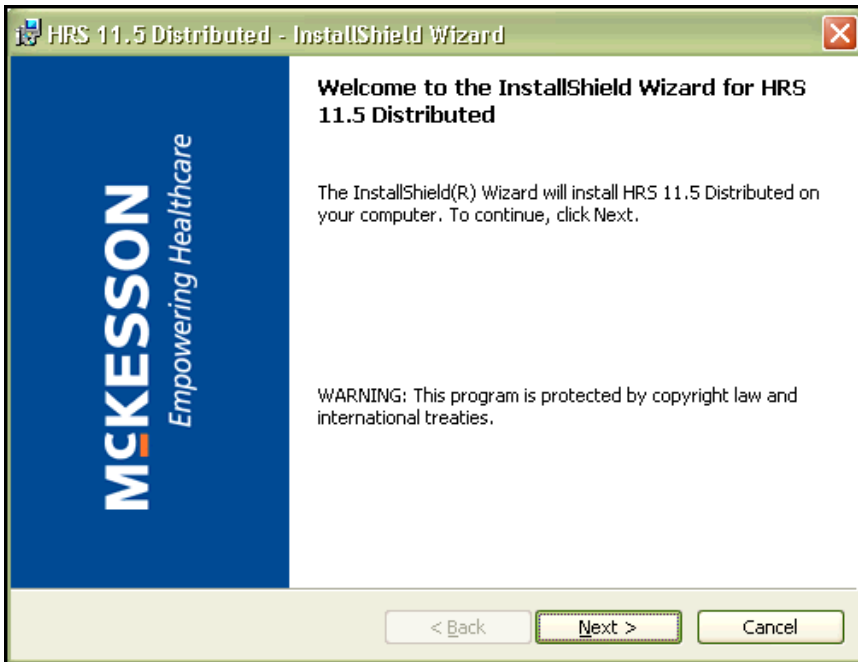 HRS 11.5 Distributed - InstallShield Wizard
Welcome to the InstallShield Wizard for HRS
11.5 Distributed
The InstallShield(R) Wizard will install HRS 11.5 Distributed on
your computer. To continue, click Next.
WARNING: This program is protected by copyright law and
international treaties.
MCKESSON
Empowering Healthcare
< Back
Next >
Cancel